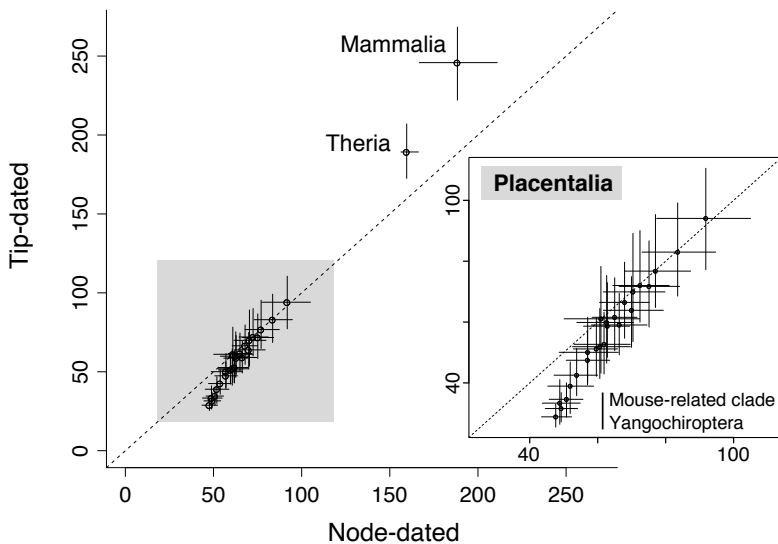 Mammalia
Theria
Placentalia
Mouse-related clade
Yangochiroptera
100
40
40
100
Tip-dated
250
200
150
100
50
0
0
50
100
150
200
250
Node-dated